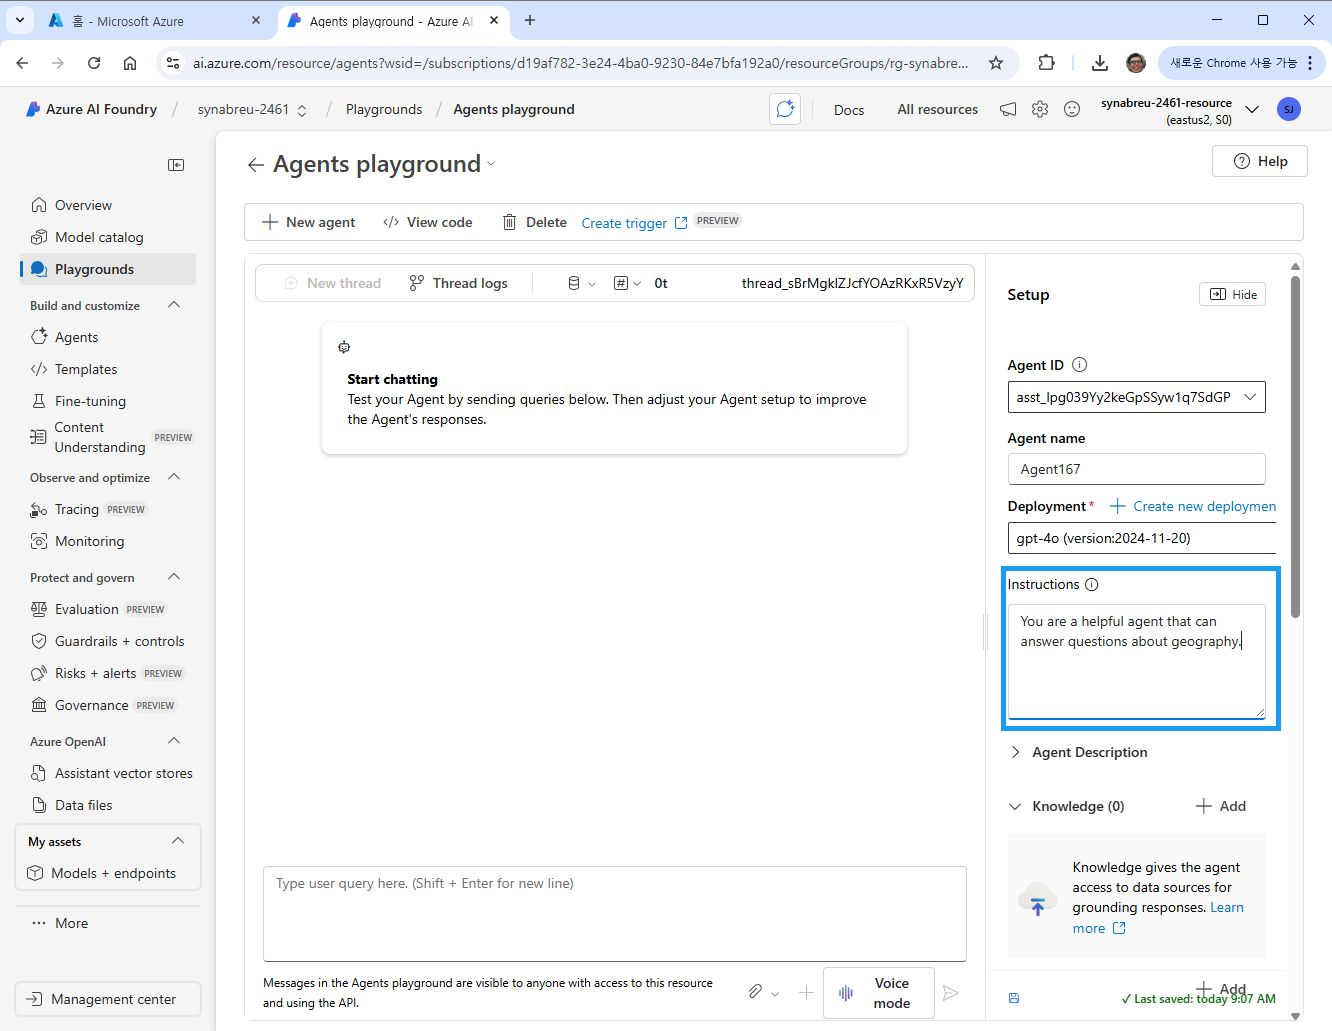 홈 - Microsoft Azure
Agents playground - Azure AI
ai.azure.com/resource/agents?wsid=/subscriptions/d19af782-3e24-4ba0-9230-84e7bfa192a0/resourceGroups/rg-synabre...
새로운 Chrome 사용 가능
Azure AI Foundry / synabreu-2461 / Playgrounds / Agents playground
Docs
All resources
synabreu-2461-resource
(eastus2, S0)
SJ
Agents playground
Help
Overview
Model catalog
Playgrounds
Build and customize
Agents
Templates
Fine-tuning
Content
Understanding PREVIEW
Observe and optimize
Tracing PREVIEW
Monitoring
Protect and govern
Evaluation PREVIEW
Guardrails + controls
Risks + alerts PREVIEW
Governance PREVIEW
Azure OpenAI
Assistant vector stores
Data files
My assets
Models + endpoints
More
Management center
New agent
View code
Delete
Create trigger PREVIEW
New thread
Thread logs
0t
thread_sBrMgklZJcfYOAzRKxR5VzyY
Start chatting
Test your Agent by sending queries below. Then adjust your Agent setup to improve
the Agent's responses.
Type user query here. (Shift + Enter for new line)
Messages in the Agents playground are visible to anyone with access to this resource
and using the API.
Voice
mode
Setup
Hide
Agent ID
asst_Ipg039Yy2keGpSSyw1q7SdGP
Agent name
Agent167
Deployment * Create new deploymen
gpt-4o (version:2024-11-20)
Instructions
You are a helpful agent that can
answer questions about geography.
Agent Description
Knowledge (0)
Add
Knowledge gives the agent
access to data sources for
grounding responses. Learn
more
Add
✓ Last saved: today 9:07 AM